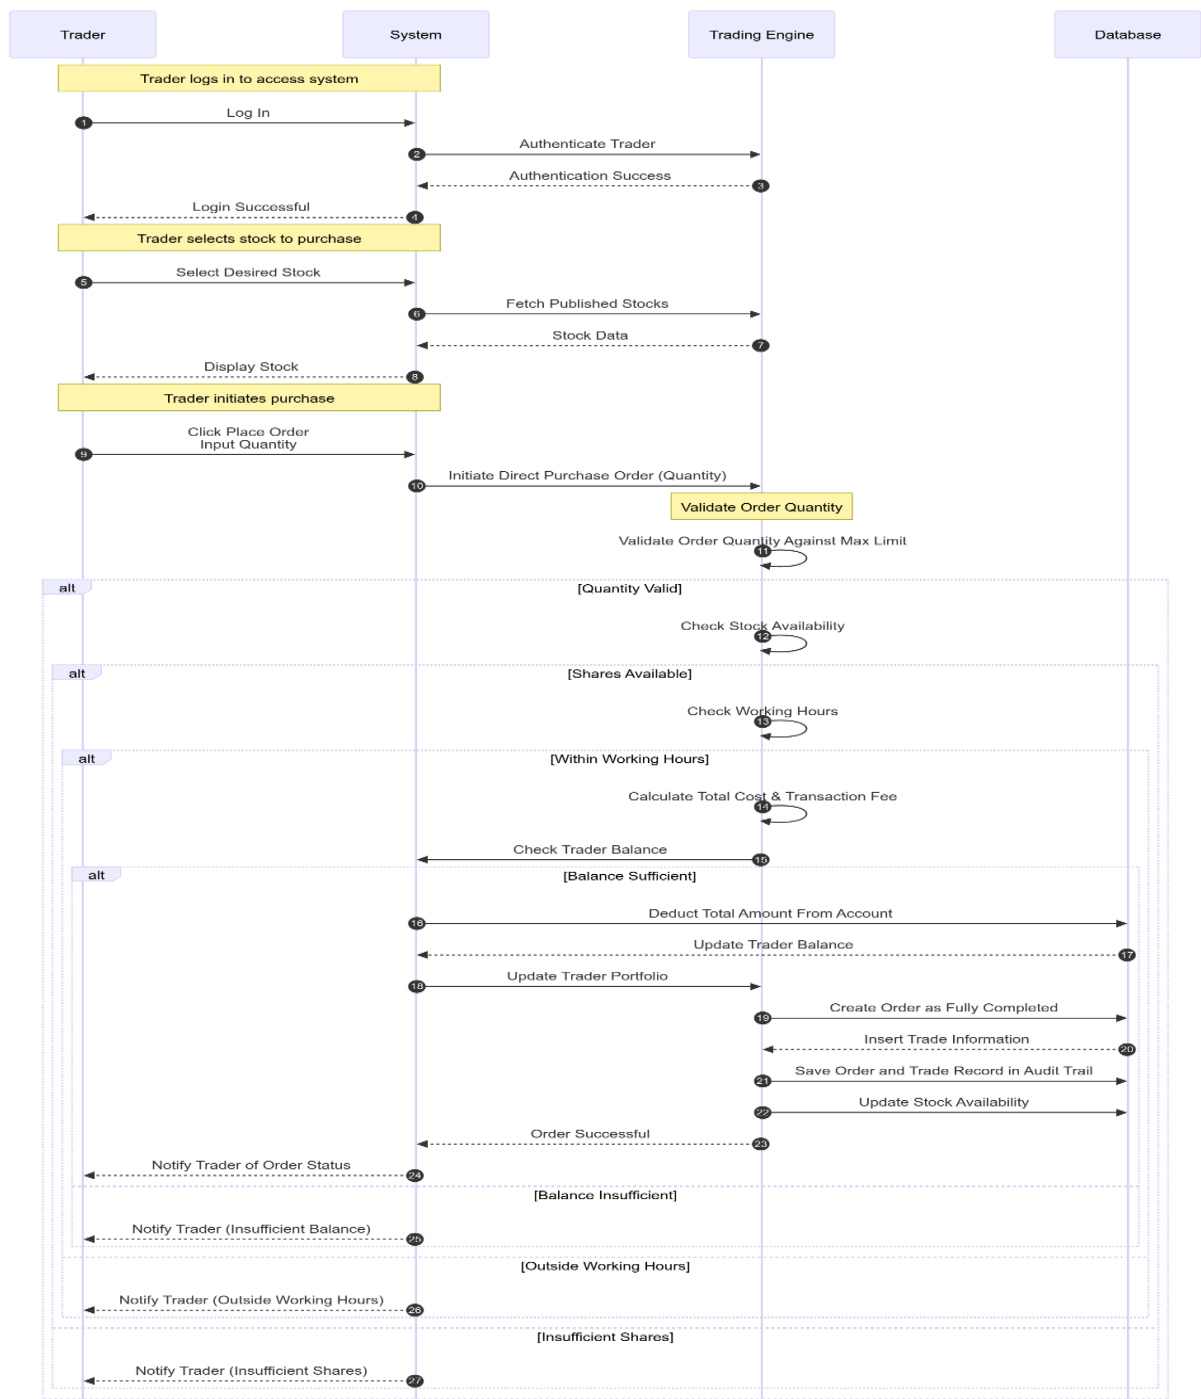 Trader
System
Trading Engine
Database
Trader logs in to access system
Log In
1
Authenticate Trader
2
Authentication Success
3
Login Successful
4
Trader selects stock to purchase
Select Desired Stock
5
Fetch Published Stocks
6
Stock Data
7
Display Stock
8
Trader initiates purchase
Click Place Order
Input Quantity
9
Initiate Direct Purchase Order (Quantity)
10
Validate Order Quantity
Validate Order Quantity Against Max Limit
11
alt
[Quantity Valid]
Check Stock Availability
12
alt
[Shares Available]
Check Working Hours
13
alt
[Within Working Hours]
Calculate Total Cost & Transaction Fee
14
Check Trader Balance
15
alt
[Balance Sufficient]
Deduct Total Amount From Account
16
Update Trader Balance
17
Update Trader Portfolio
18
Create Order as Fully Completed
19
Insert Trade Information
20
Save Order and Trade Record in Audit Trail
21
Update Stock Availability
22
Order Successful
23
Notify Trader of Order Status
24
[Balance Insufficient]
Notify Trader (Insufficient Balance)
25
[Outside Working Hours]
Notify Trader (Outside Working Hours)
26
[Insufficient Shares]
Notify Trader (Insufficient Shares)
27